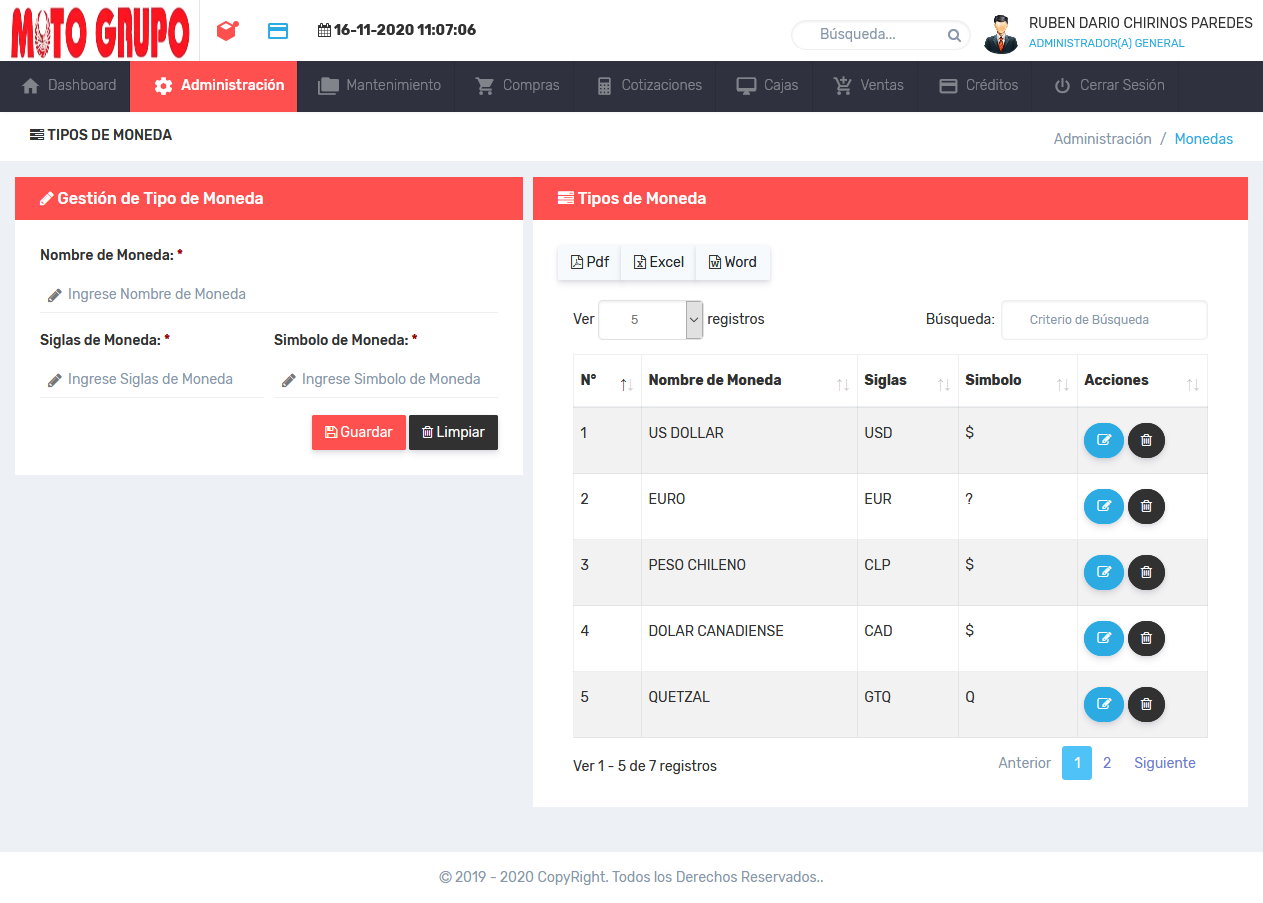 MOTO GRUPO
16-11-2020 11:07:06
Búsqueda...
RUBEN DARIO CHIRINOS PAREDES
ADMINISTRADOR(A) GENERAL
Dashboard Administración Mantenimiento Compras Cotizaciones Cajas Ventas Créditos Cerrar Sesión
TIPOS DE MONEDA
Administración / Monedas
Gestión de Tipo de Moneda
Nombre de Moneda: *
Ingrese Nombre de Moneda
Siglas de Moneda: * Simbolo de Moneda: *
Ingrese Siglas de Moneda Ingrese Simbolo de Moneda
Guardar Limpiar
Tipos de Moneda
Pdf Excel Word
Ver 5 registros Búsqueda: Criterio de Búsqueda
N° Nombre de Moneda Siglas Simbolo Acciones
1 US DOLLAR USD $
2 EURO EUR ?
3 PESO CHILENO CLP $
4 DOLAR CANADIENSE CAD $
5 QUETZAL GTQ Q
Ver 1 - 5 de 7 registros Anterior 1 2 Siguiente
© 2019 - 2020 CopyRight. Todos los Derechos Reservados..